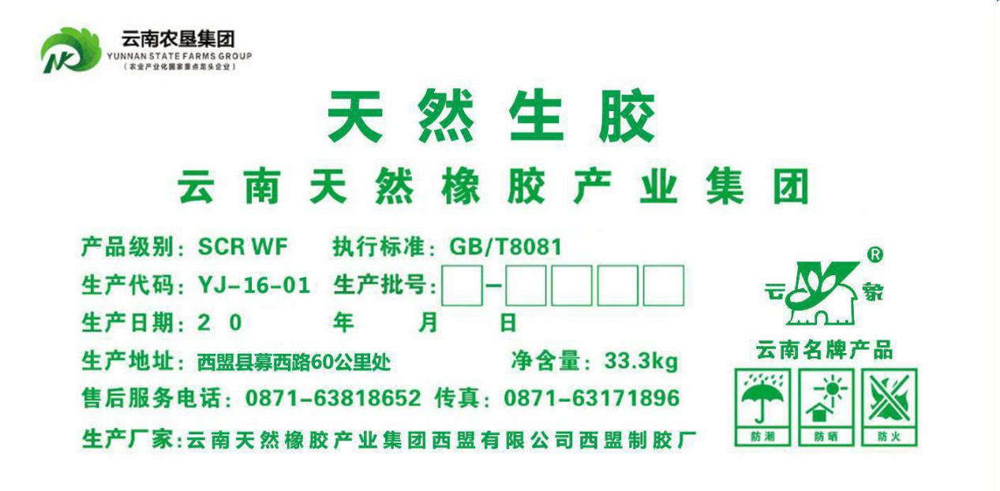 云南农垦集团
YUNNAN STATE FARMS GROUP
（农业产业化国家重点龙头企业）
天然生胶
云南天然橡胶产业集团
产品级别：SCR WF 执行标准：GB/T8081
生产代码：YJ-16-01 生产批号：-
生产日期：20 年 月 日
生产地址：西盟县募西路60公里处 净含量：33.3kg
售后服务电话：0871-63818652 传真：0871-63171896
生产厂家:云南天然橡胶产业集团西盟有限公司西盟制胶厂
NK
®
云象
云南名牌产品
防潮 防晒 防火